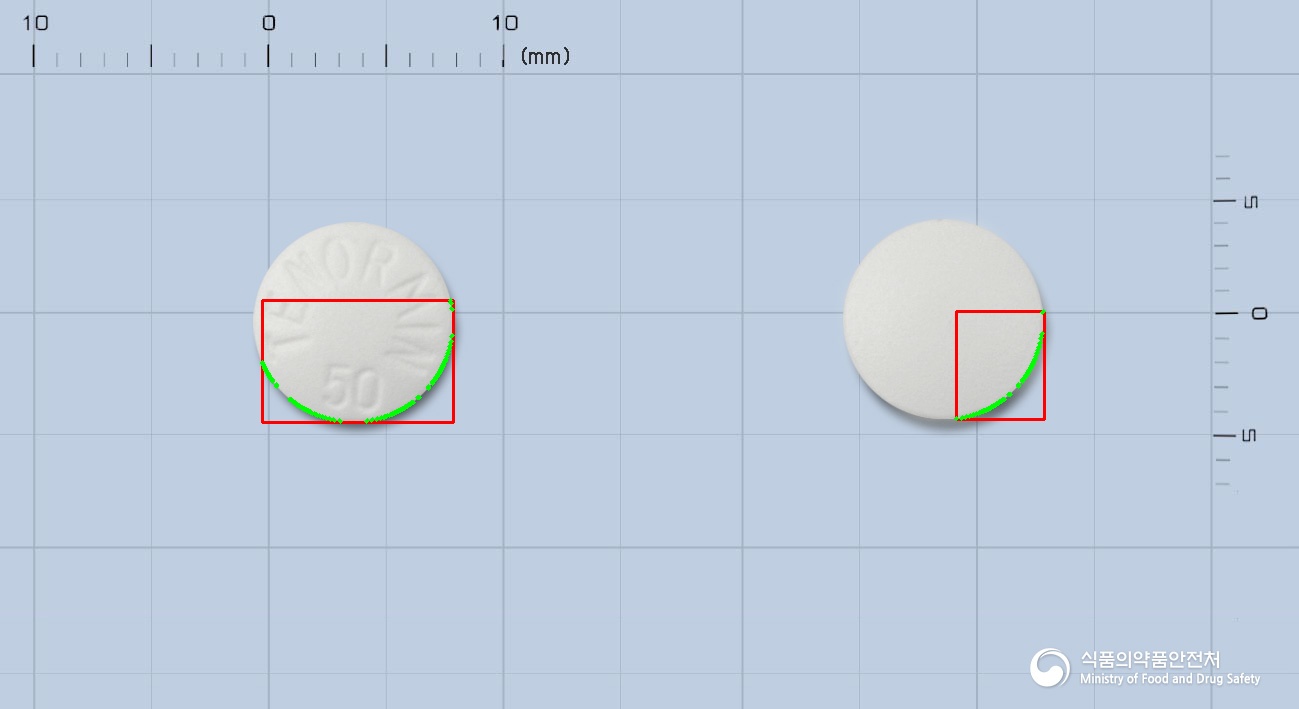 10 0 10
(mm)
TENORMIN
50
5
0
5
식품의약품안전처
Ministry of Food and Drug Safety